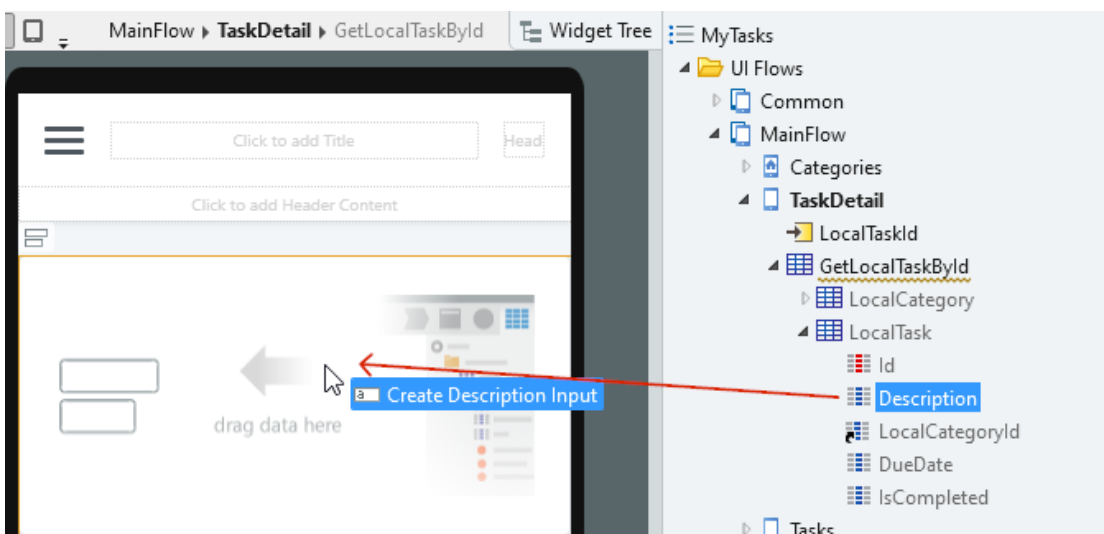 MainFlow TaskDetail GetLocalTaskById
Widget Tree
Click to add Title
Head
Click to add Header Content
drag data here
Create Description Input
MyTasks
UI Flows
Common
MainFlow
Categories
TaskDetail
LocalTaskId
GetLocalTaskById
LocalCategory
LocalTask
Id
Description
LocalCategoryId
DueDate
IsCompleted
Tasks